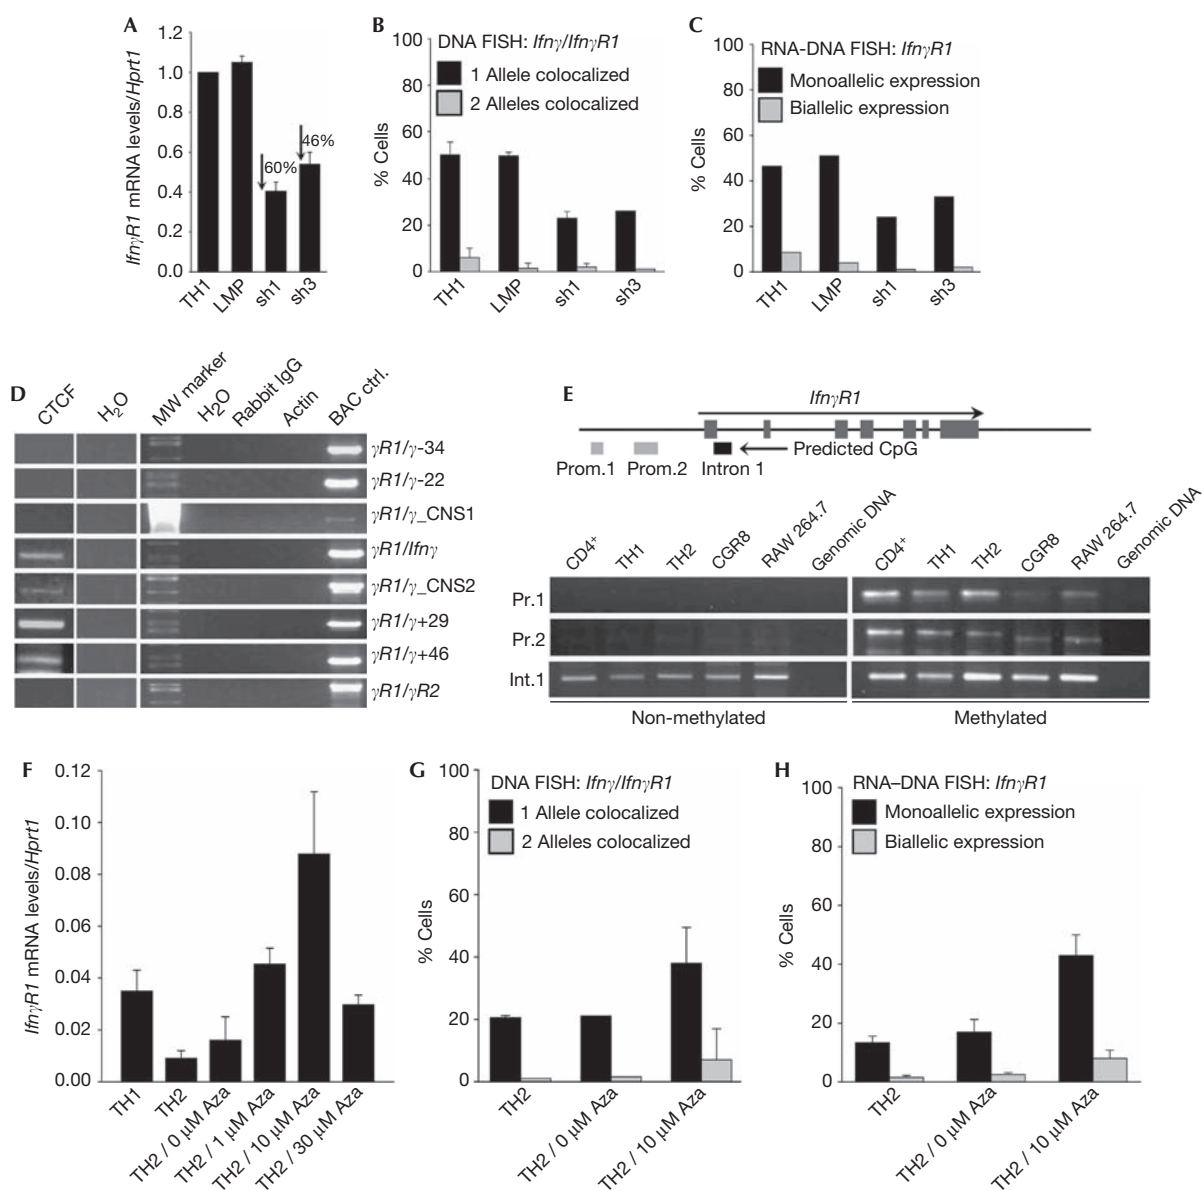 A
IfnγR1 mRNA levels/Hprt1
1.2
1.0
0.8
0.6
0.4
0.2
0.0
60%
46%
TH1
LMP
sh1
sh3
B
DNA FISH: Ifnγ/IfnγR1
1 Allele colocalized
2 Alleles colocalized
% Cells
100
80
60
40
20
0
TH1
LMP
sh1
sh3
C
RNA-DNA FISH: IfnγR1
Monoallelic expression
Biallelic expression
% Cells
100
80
60
40
20
0
TH1
LMP
sh1
sh3
D
CTCF
H2O
MW marker
H2O
Rabbit IgG
Actin
BAC ctrl.
γR1/γ-34
γR1/γ-22
γR1/γ_CNS1
γR1/Ifnγ
γR1/γ_CNS2
γR1/γ+29
γR1/γ+46
γR1/γR2
E
IfnγR1
Predicted CpG
Prom.1
Prom.2
Intron 1
CD4+
TH1
TH2
CGR8
RAW 264.7
Genomic DNA
CD4+
TH1
TH2
CGR8
RAW 264.7
Genomic DNA
Pr.1
Pr.2
Int.1
Non-methylated
Methylated
F
IfnγR1 mRNA levels/Hprt1
0.12
0.10
0.08
0.06
0.04
0.02
0.00
TH1
TH2
TH2 / 0 μM Aza
TH2 / 1 μM Aza
TH2 / 10 μM Aza
TH2 / 30 μM Aza
G
DNA FISH: Ifnγ/IfnγR1
1 Allele colocalized
2 Alleles colocalized
% Cells
100
80
60
40
20
0
TH2
TH2 / 0 μM Aza
TH2 / 10 μM Aza
H
RNA–DNA FISH: IfnγR1
Monoallelic expression
Biallelic expression
% Cells
100
80
60
40
20
0
TH2
TH2 / 0 μM Aza
TH2 / 10 μM Aza